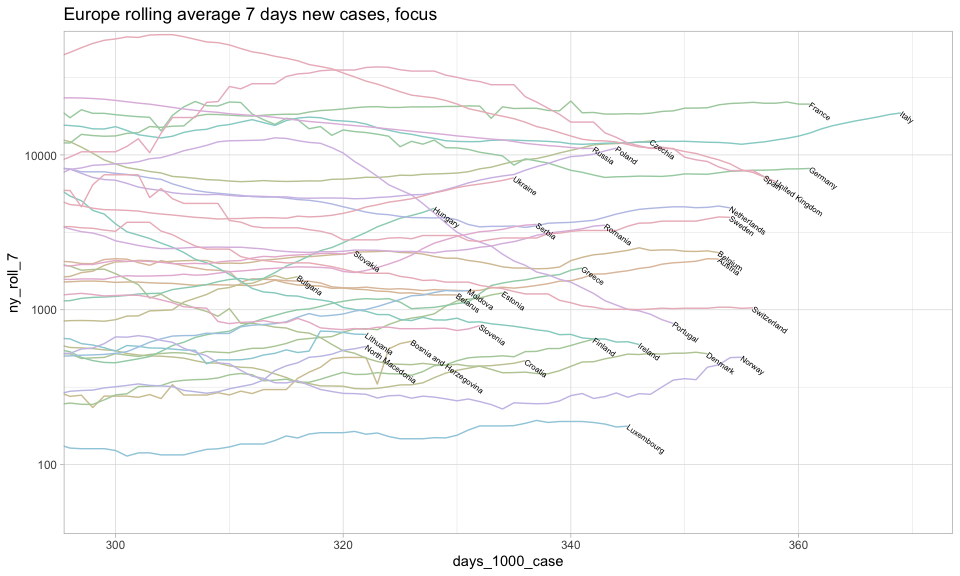 Europe rolling average 7 days new cases, focus
ny_roll_7
10000
1000
100
France
Italy
Czechia
Russia
Poland
Germany
Spain
United Kingdom
Ukraine
Netherlands
Sweden
Hungary
Serbia
Romania
Belgium
Austria
Slovakia
Greece
Bulgaria
Moldova
Estonia
Belarus
Switzerland
Portugal
Slovenia
Lithuania
North Macedonia
Bosnia and Herzegovina
Croatia
Finland
Ireland
Denmark
Norway
Luxembourg
300
320
340
360
days_1000_case